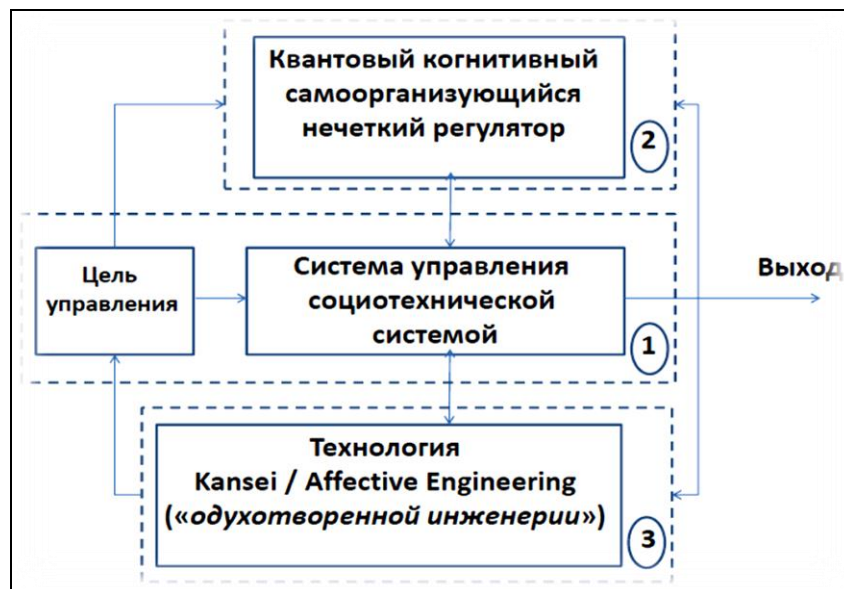 Квантовый когнитивный
самоорганизующийся
нечеткий регулятор
2
Цель
управления
Система управления
социотехнической
системой
1
Выход
Технология
Kansei / Affective Engineering
(«одухотворенной инженерии»)
3